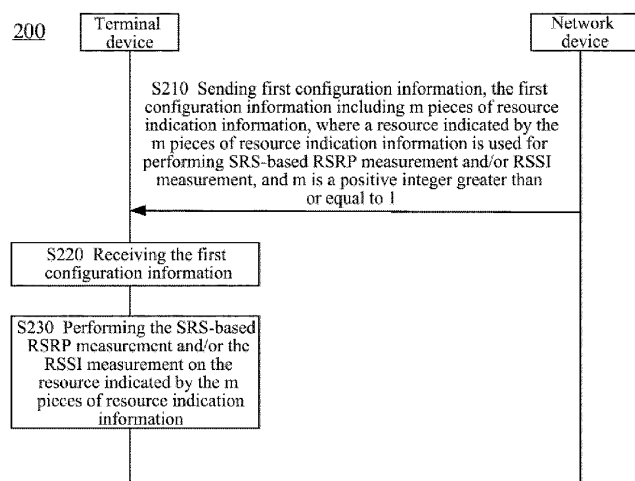 200
Terminal
device
Network
device
S210 Sending first configuration information, the first
configuration information including m pieces of resource
indication information, where a resource indicated by the
m pieces of resource indication information is used for
performing SRS-based RSRP measurement and/or RSSI
measurement, and m is a positive integer greater than
or equal to 1
S220 Receiving the first
configuration information
S230 Performing the SRS-based
RSRP measurement and/or the
RSSI measurement on the
resource indicated by the m
pieces of resource indication
information